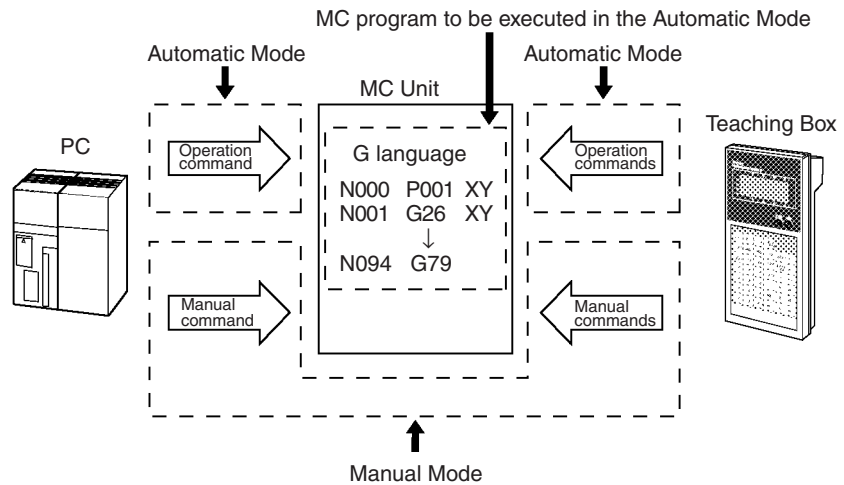 MC program to be executed in the Automatic Mode
Automatic Mode
Automatic Mode
MC Unit
PC
Teaching Box
Operation
command
G language
Operation
commands
N000 P001 XY
N001 G26 XY
↓
N094 G79
Manual
command
Manual
commands
Manual Mode